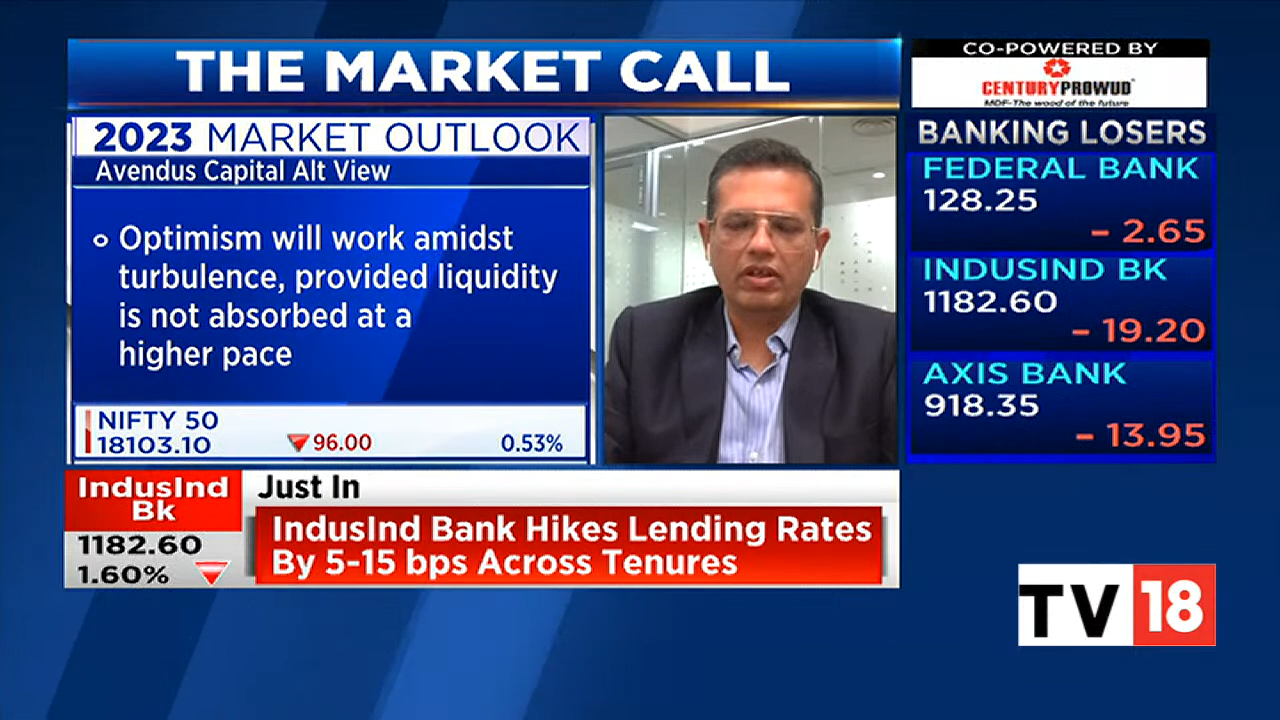 THE MARKET CALL
2023 MARKET OUTLOOK
Avendus Capital Alt View
Optimism will work amidst
turbulence, provided liquidity
is not absorbed at a
higher pace
NIFTY 50
18103.10 96.00 0.53%
IndusInd
Bk
1182.60
1.60%
Just In
IndusInd Bank Hikes Lending Rates
By 5-15 bps Across Tenures
CO-POWERED BY
CENTURYPROWUD
MDF-The wood of the future
BANKING LOSERS
FEDERAL BANK
128.25
- 2.65
INDUSIND BK
1182.60
- 19.20
AXIS BANK
918.35
- 13.95
TV18